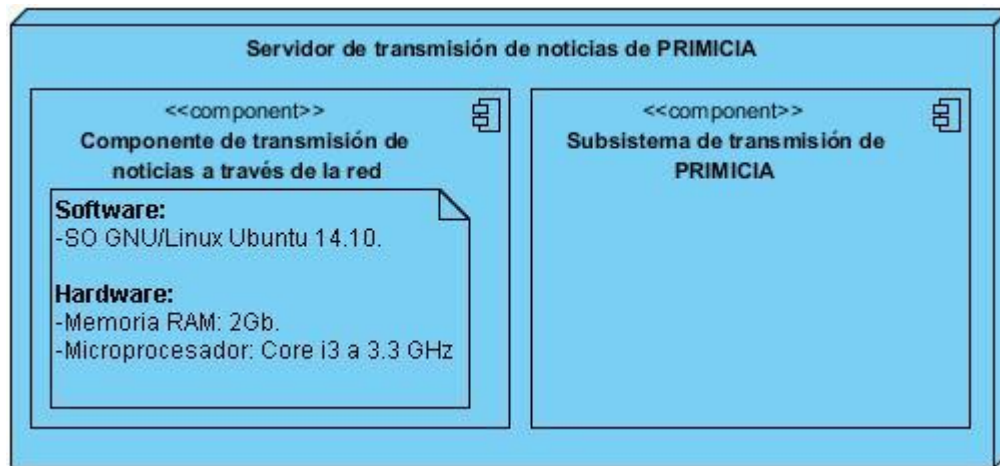 Servidor de transmisión de noticias de PRIMICIA
<<component>>
Componente de transmisión de
noticias a través de la red
Software:
-SO GNU/Linux Ubuntu 14.10.
Hardware:
-Memoria RAM: 2Gb.
-Microprocesador: Core i3 a 3.3 GHz
<<component>>
Subsistema de transmisión de
PRIMICIA